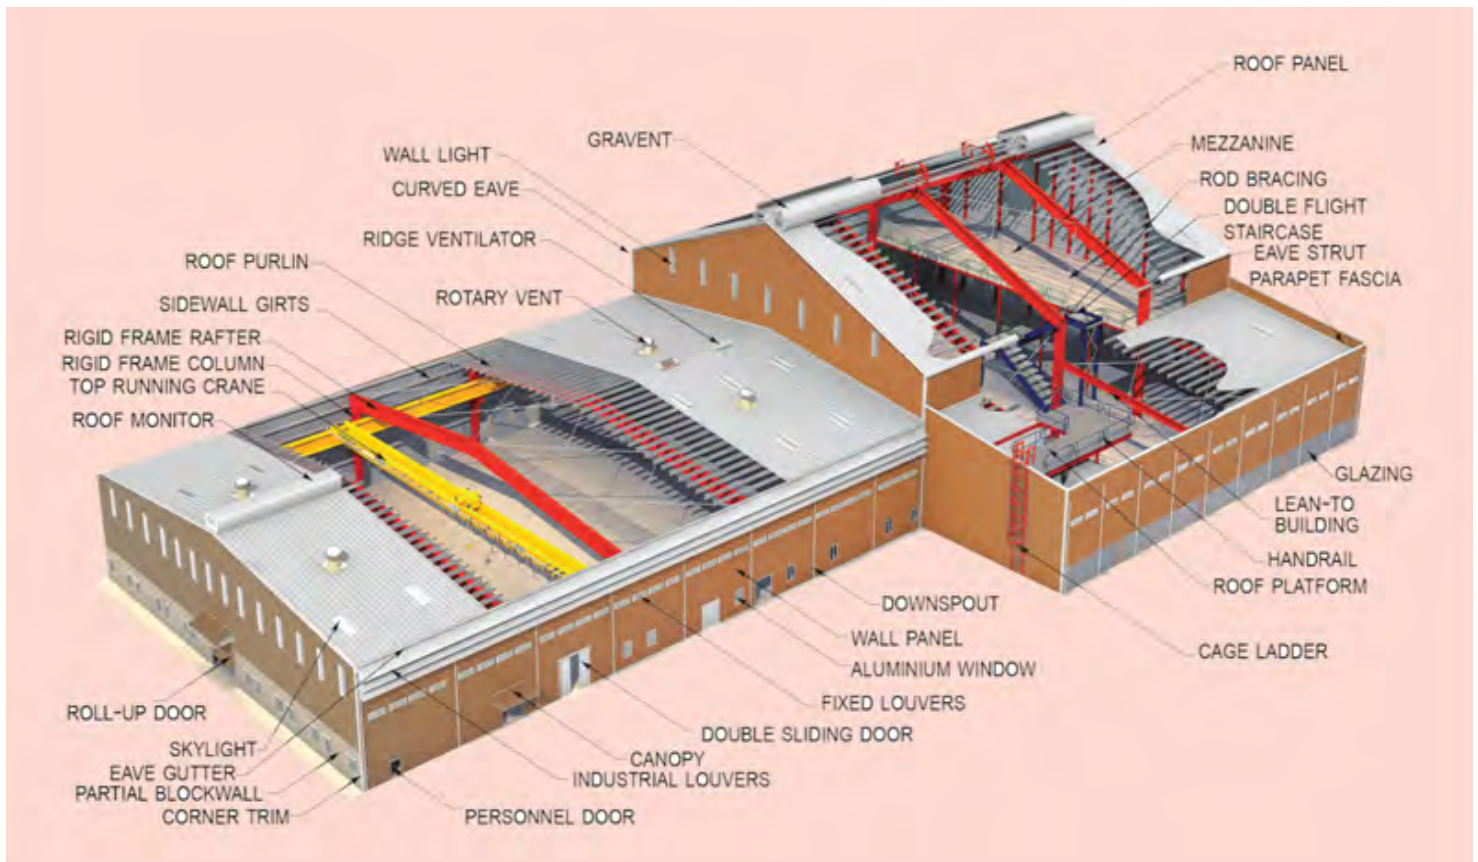 ROOF PANEL
GRAVENT
MEZZANINE
WALL LIGHT
ROD BRACING
CURVED EAVE
DOUBLE FLIGHT
STAIRCASE
RIDGE VENTILATOR
EAVE STRUT
ROOF PURLIN
PARAPET FASCIA
ROTARY VENT
SIDEWALL GIRTS
RIGID FRAME RAFTER
RIGID FRAME COLUMN
TOP RUNNING CRANE
ROOF MONITOR
GLAZING
LEAN-TO
BUILDING
HANDRAIL
ROOF PLATFORM
DOWNSPOUT
WALL PANEL
CAGE LADDER
ALUMINIUM WINDOW
FIXED LOUVERS
ROLL-UP DOOR
DOUBLE SLIDING DOOR
SKYLIGHT
CANOPY
EAVE GUTTER
INDUSTRIAL LOUVERS
PARTIAL BLOCKWALL
CORNER TRIM
PERSONNEL DOOR